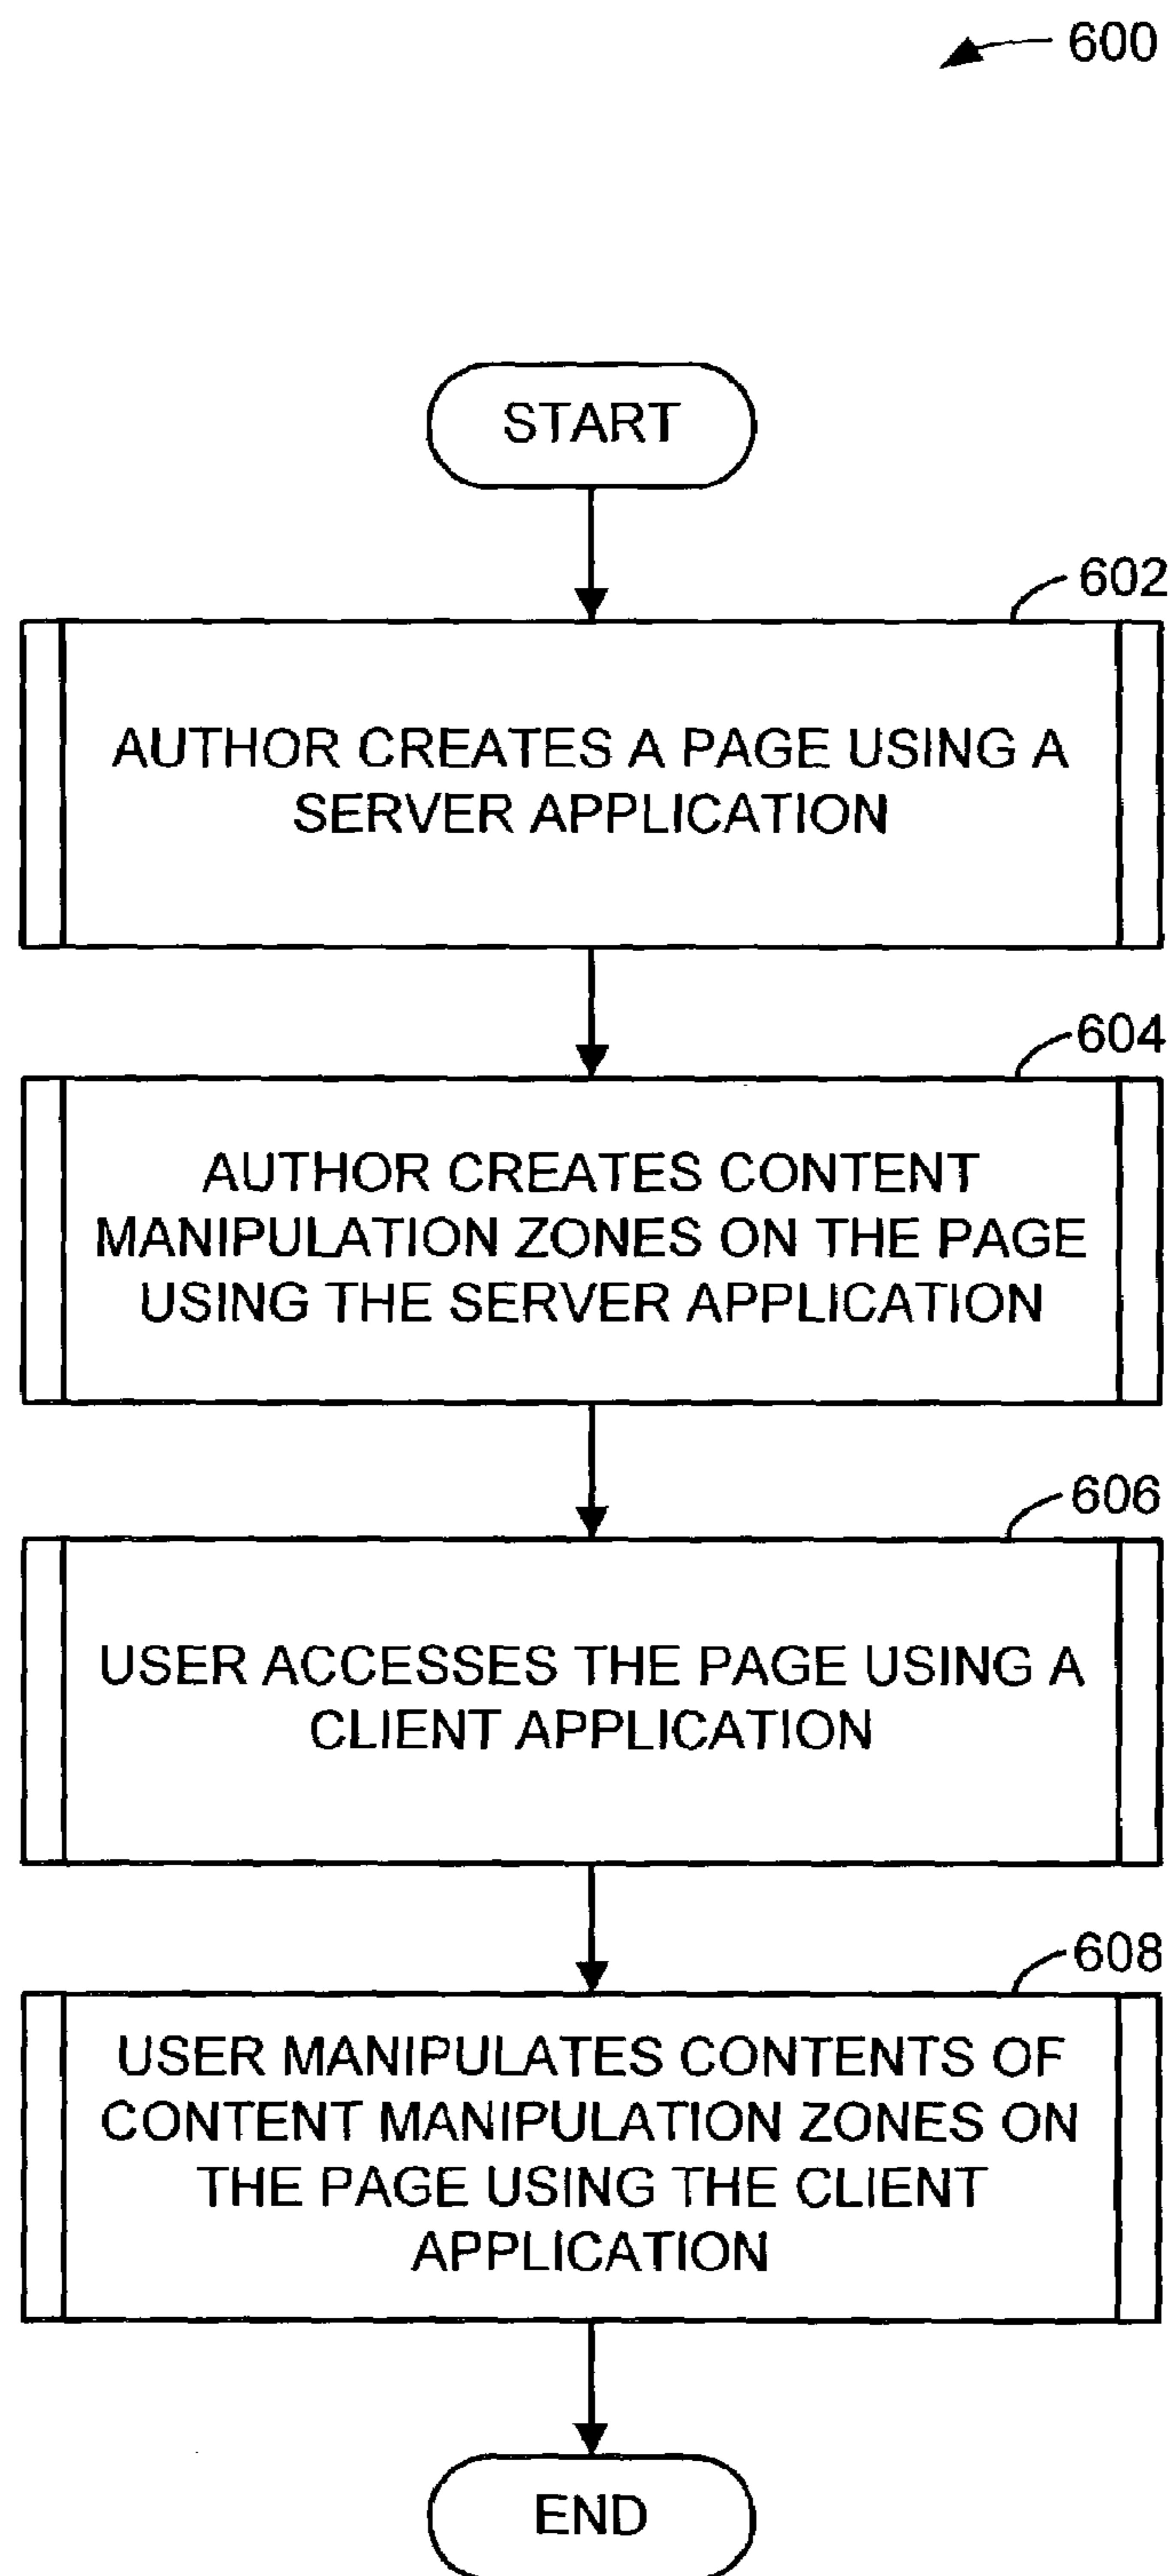 600
START
602
AUTHOR CREATES A PAGE USING A
SERVER APPLICATION
604
AUTHOR CREATES CONTENT
MANIPULATION ZONES ON THE PAGE
USING THE SERVER APPLICATION
606
USER ACCESSES THE PAGE USING A
CLIENT APPLICATION
608
USER MANIPULATES CONTENTS OF
CONTENT MANIPULATION ZONES ON
THE PAGE USING THE CLIENT
APPLICATION
END